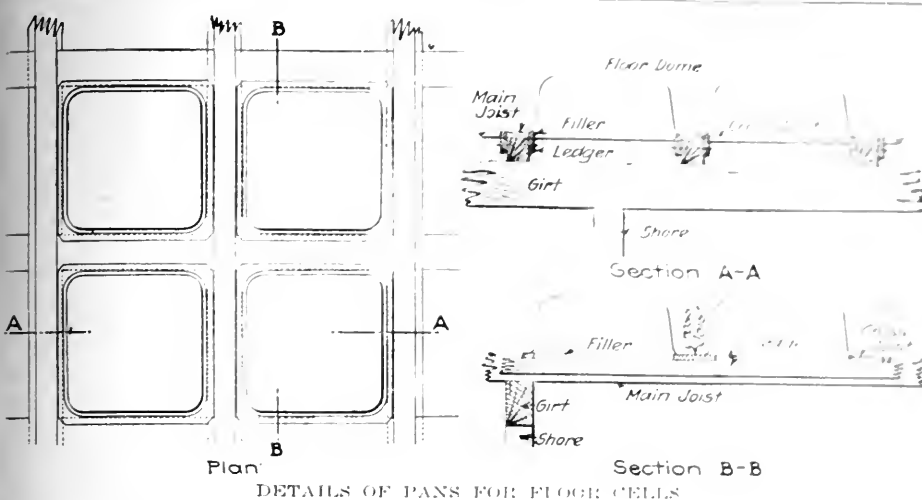 B
Floor Dome
Main
Joist
Filler
Ledger
Girt
Shore
Section A-A
A
A
Filler
Main Joist
Girt
B
Shore
Plan
Section B-B
DETAILS OF PANS FOR FLOOR CELLS